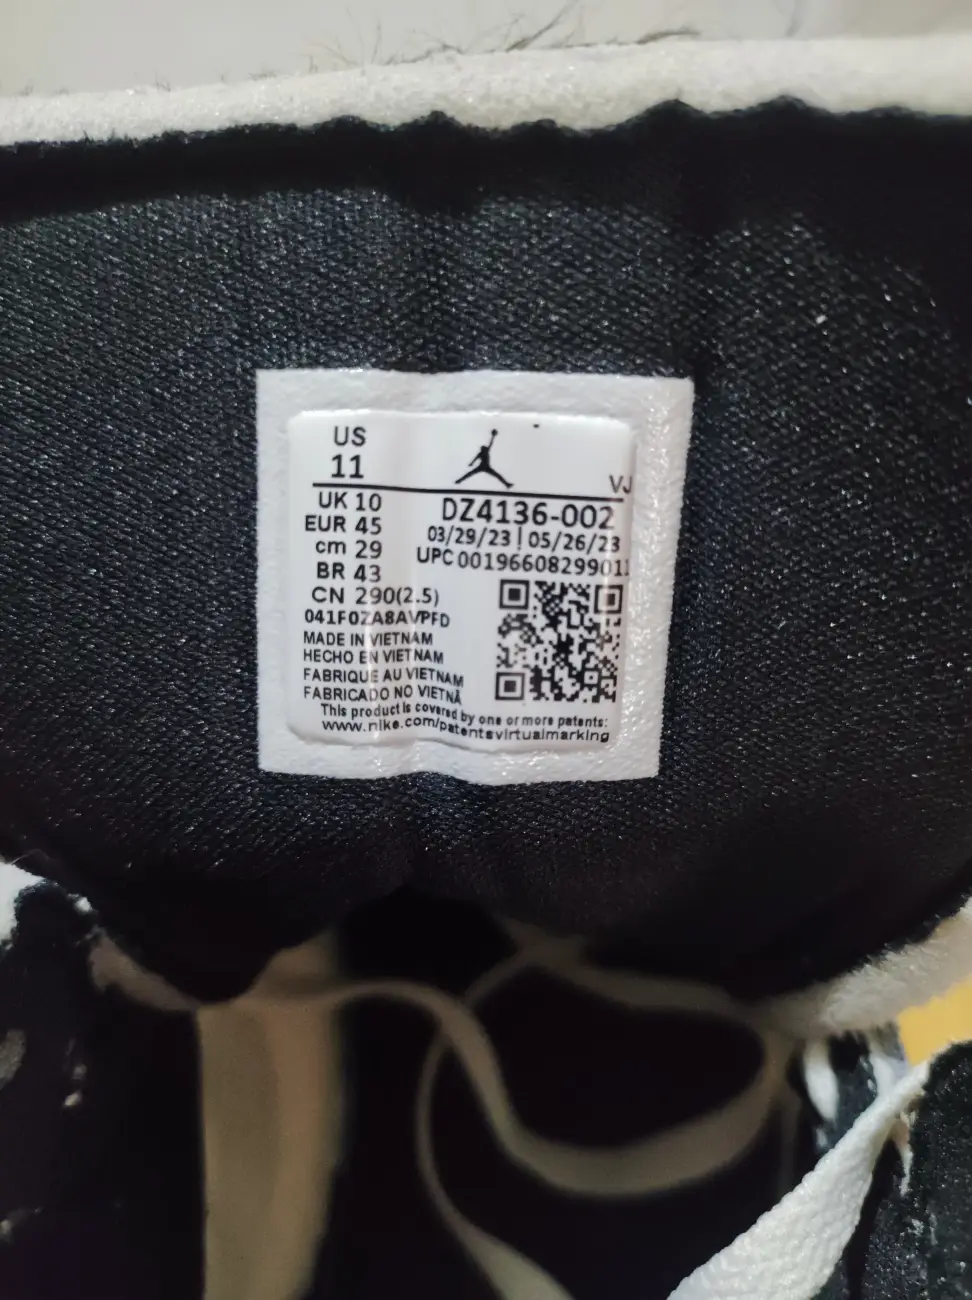 US
11
VJ
UK 10
EUR 45
cm 29
BR 43
CN 290(2.5)
041F0ZA8AVPFD
DZ4136-002
03/29/23 | 05/26/23
UPC 00196608299011
MADE IN VIETNAM
HECHO EN VIETNAM
FABRIQUE AU VIETNAM
FABRICADO NO VIETNÃ
This product is covered by one or more patents:
www.nike.com/patentsvirtualmarking